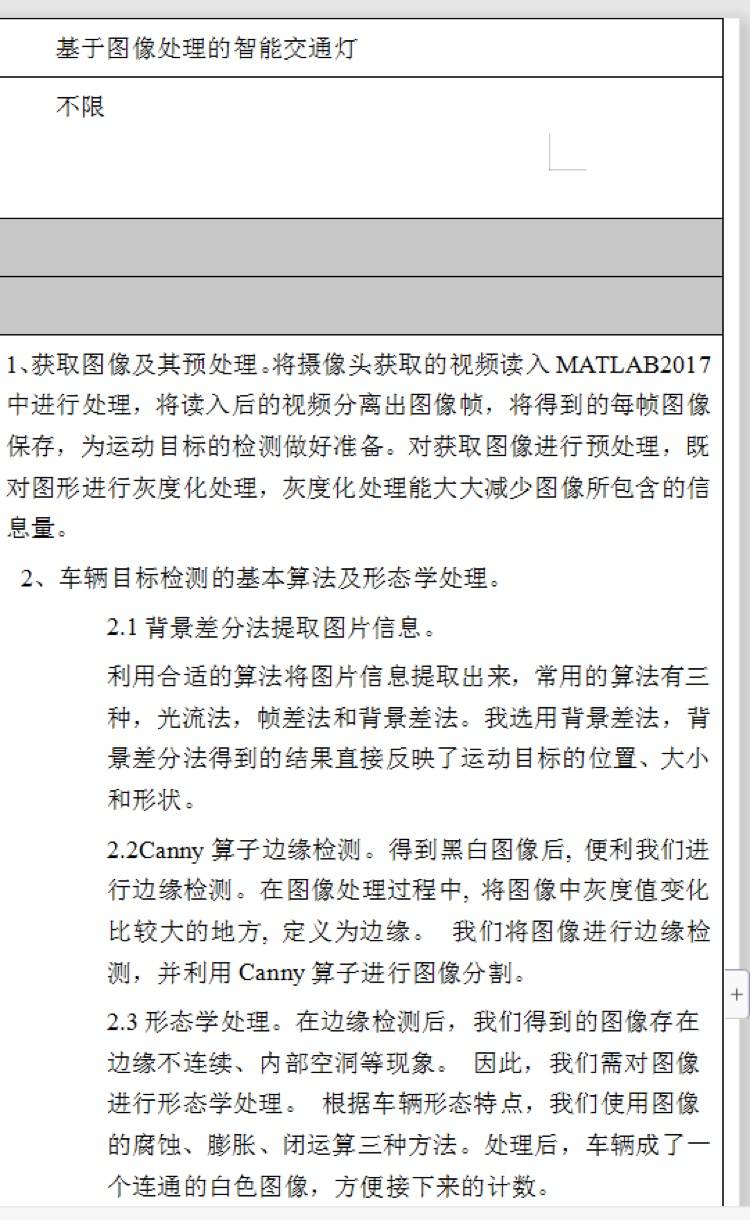 基于图像处理的智能交通灯
不限
1、获取图像及其预处理。将摄像头获取的视频读入 MATLAB2017
中进行处理，将读入后的视频分离出图像帧，将得到的每帧图像
保存，为运动目标的检测做好准备。对获取图像进行预处理，既
对图形进行灰度化处理，灰度化处理能大大减少图像所包含的信
息量。
2、车辆目标检测的基本算法及形态学处理。
2.1 背景差分法提取图片信息。
利用合适的算法将图片信息提取出来，常用的算法有三
种，光流法，帧差法和背景差法。我选用背景差法，背
景差分法得到的结果直接反映了运动目标的位置、大小
和形状。
2.2Canny 算子边缘检测。得到黑白图像后, 便利我们进
行边缘检测。在图像处理过程中, 将图像中灰度值变化
比较大的地方, 定义为边缘。 我们将图像进行边缘检
测，并利用 Canny 算子进行图像分割。
2.3 形态学处理。在边缘检测后，我们得到的图像存在
边缘不连续、内部空洞等现象。 因此，我们需对图像
进行形态学处理。 根据车辆形态特点，我们使用图像
的腐蚀、膨胀、闭运算三种方法。处理后，车辆成了一
个连通的白色图像，方便接下来的计数。